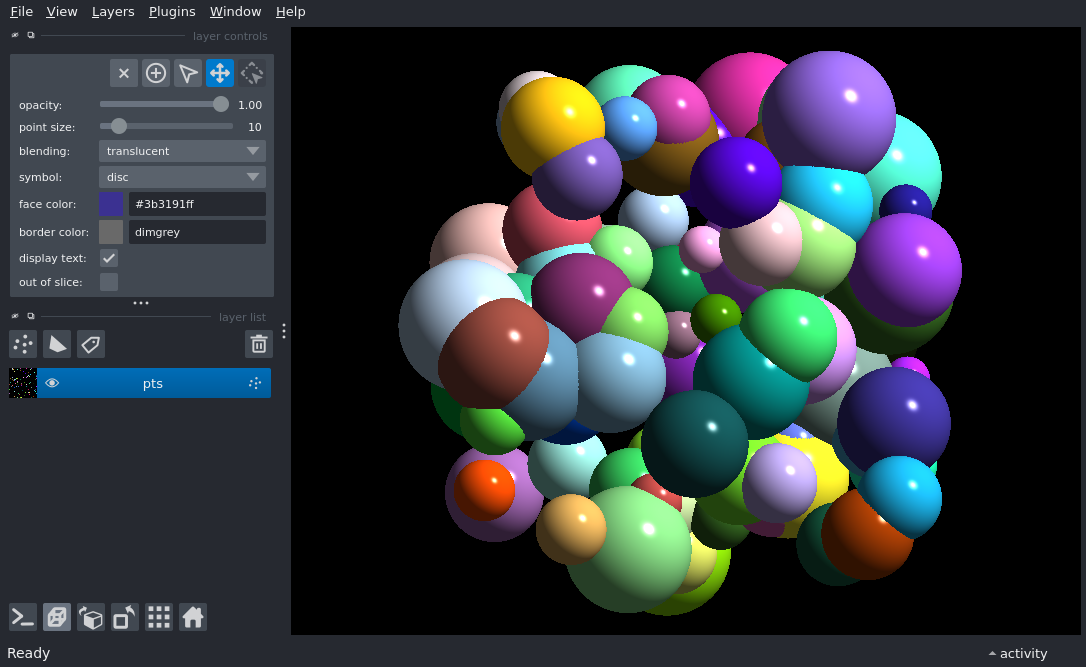 File View Layers Plugins Window Help
layer controls
opacity: 1.00
point size: 10
blending: translucent
symbol: disc
face color: #3b3191ff
border color: dimgrey
display text:
out of slice:
layer list
pts
Ready activity